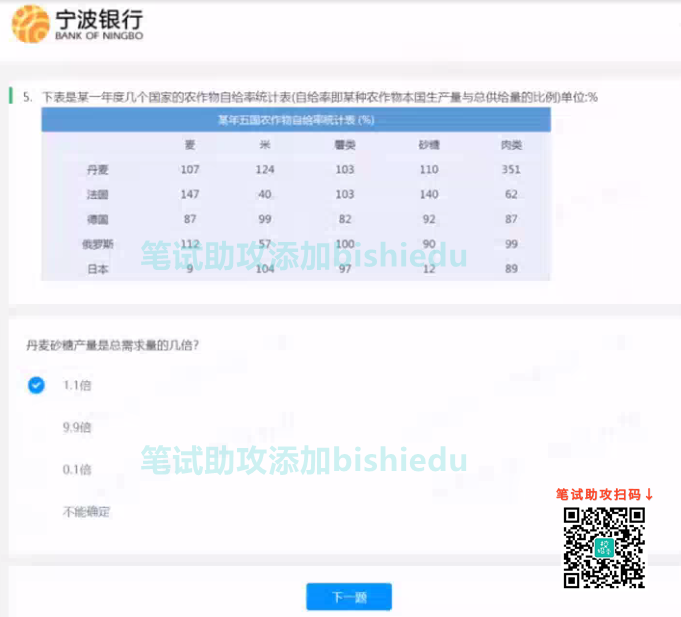 宁波银行
BANK OF NINGBO
5. 下表是某一年度几个国家的农作物自给率统计表(自给率即某种农作物本国生产量与总供给量的比例)单位:%
某年五国农作物自给率统计表 (%)
麦 米 薯类 砂糖 肉类
丹麦 107 124 103 110 351
法国 147 40 103 140 62
德国 87 99 82 92 87
俄罗斯 112 57 100 90 99
日本 9 104 97 12 89
笔试助攻添加bishiedu
丹麦砂糖产量是总需求量的几倍?
1.1倍
9.9倍
0.1倍
笔试助攻添加bishiedu
不能确定
笔试助攻扫码↓
下一题